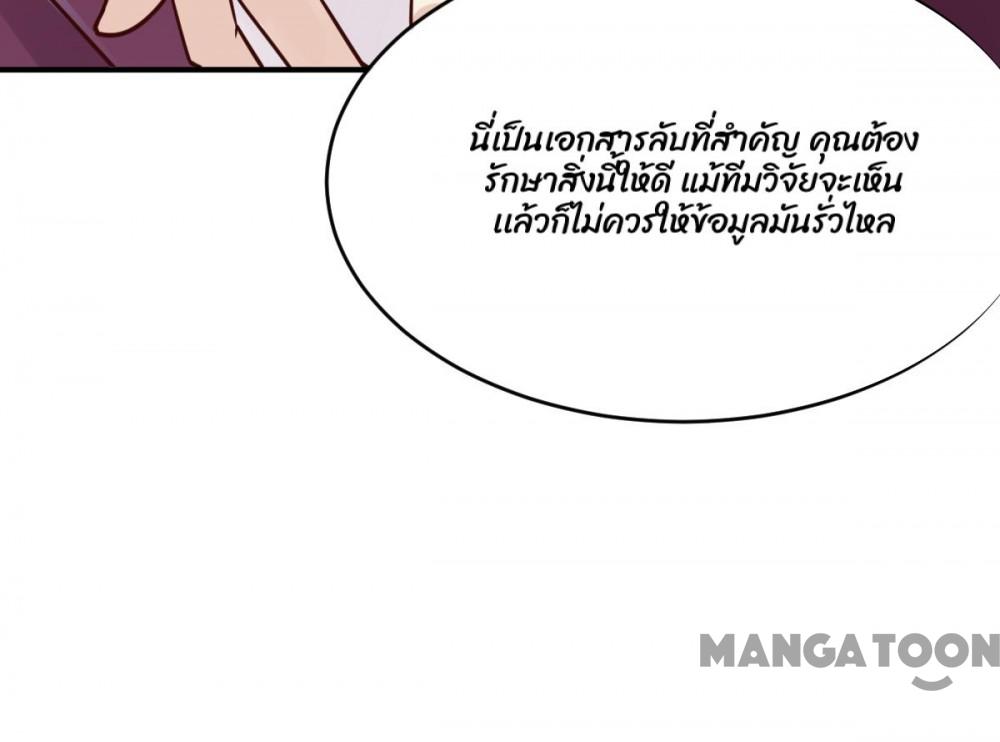 นี่เป็นเอกสารลับที่สำคัญ คุณต้อง
รักษาสิ่งนี้ให้ดี แม้ทีมวิจัยจะเห็น
แล้วก็ไม่ควรให้ข้อมูลมันรั่วไหล
MANGATOON